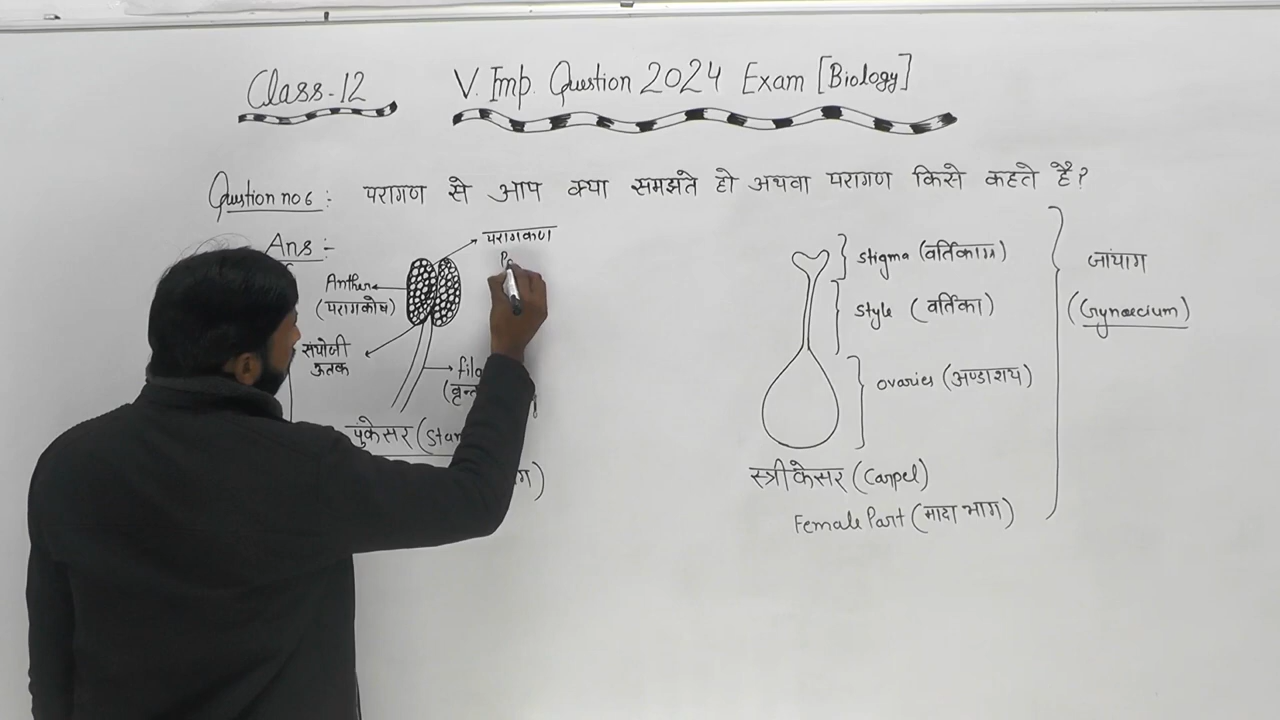 Class-12 V. Imp. Question 2024 Exam [Biology]
Question no 6 : परागण से आप क्या समझते हो अथवा परागण किसे कहते है?
Ans :-
परागकण
Anther
(परागकोष)
संयोजी
ऊतक
पुकेसर
stigma (वर्तिकाग्र)
style (वर्तिका)
ovaries (अण्डाशय)
स्त्रीकेसर (Carpel)
Female Part (मादा भाग)
जांयाग
(Gynaecium)